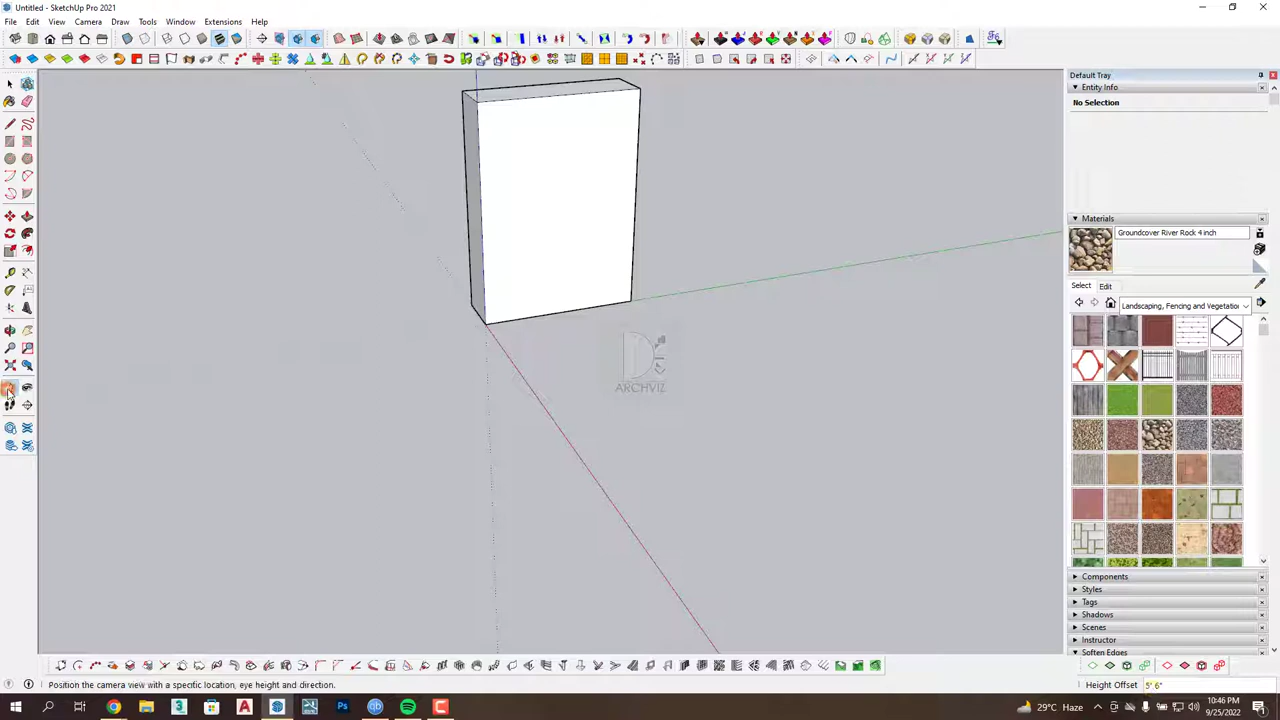 Untitled - SketchUp Pro 2021
File Edit View Camera Draw Tools Window Extensions Help
Default Tray
Entity Info
No Selection
Materials
Groundcover River Rock 4 inch
Select Edit
Landscaping, Fencing and Vegetation
D
ARCHVIZ
Components
Styles
Tags
Shadows
Scenes
Instructor
Soften Edges
Position the camera view with a specific location, eye height and direction.
Height Offset 5' 6"
29°C Haze
10:46 PM
9/25/2022